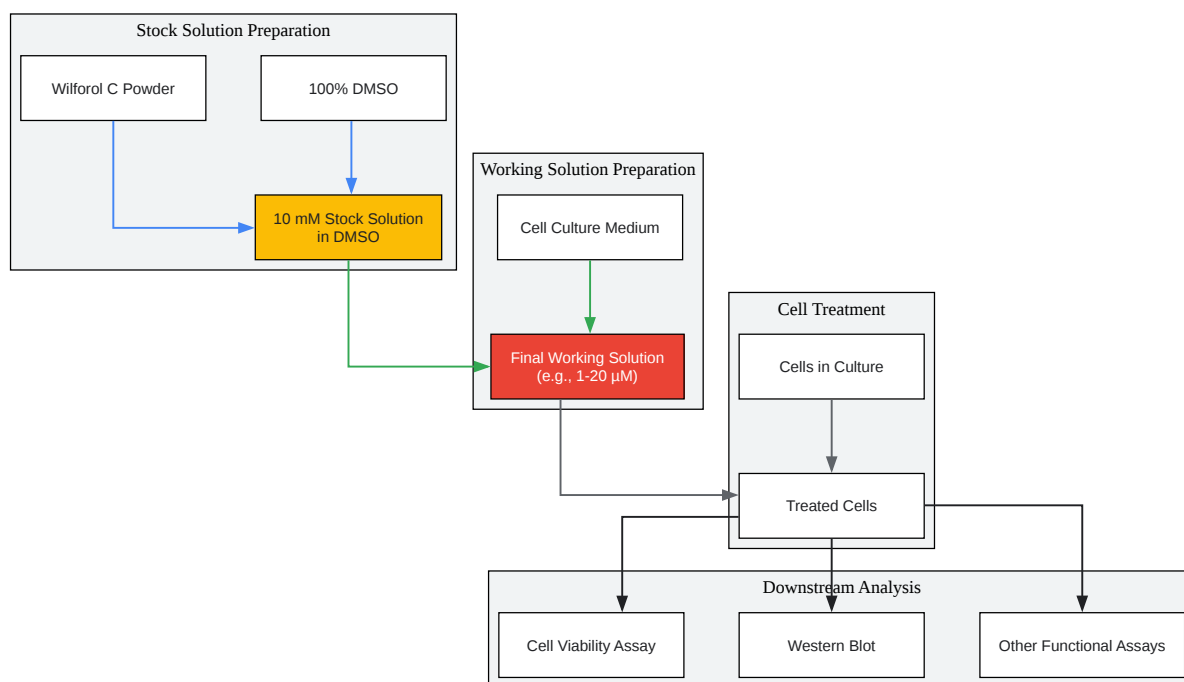 Stock Solution Preparation
Wilforol C Powder
100% DMSO
10 mM Stock Solution
in DMSO
Working Solution Preparation
Cell Culture Medium
Final Working Solution
(e.g., 1-20 µM)
Cell Treatment
Cells in Culture
Treated Cells
Downstream Analysis
Cell Viability Assay
Western Blot
Other Functional Assays